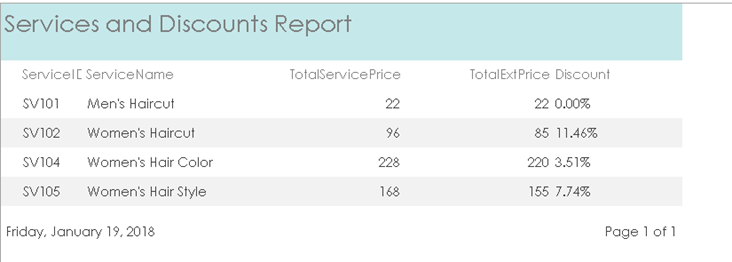 Services and Discounts Report
ServiceID ServiceName TotalServicePrice TotalExtPrice Discount
SV101 Men's Haircut 22 22 0.00%
SV102 Women's Haircut 96 85 11.46%
SV104 Women's Hair Color 228 220 3.51%
SV105 Women's Hair Style 168 155 7.74%
Friday, January 19, 2018 Page 1 of 1